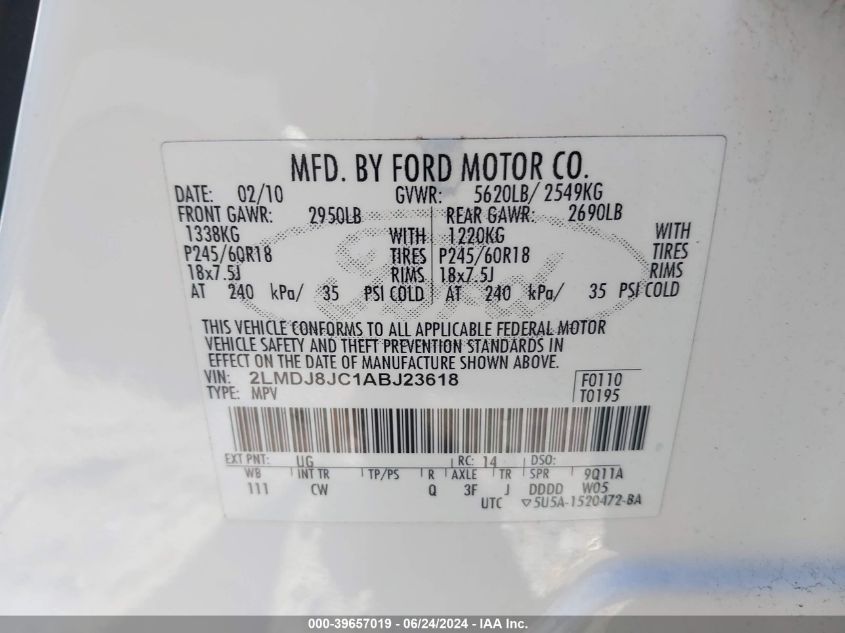 MFD. BY FORD MOTOR CO.
DATE: 02/10 GVWR: 5620LB/ 2549KG
FRONT GAWR: 2950LB REAR GAWR: 2690LB
1338KG WITH 1220KG WITH
P245/60R18 TIRES P245/60R18 TIRES
18x7.5J RIMS 18x7.5J RIMS
AT 240 kPa/ 35 PSI COLD AT 240 kPa/ 35 PSI COLD
THIS VEHICLE CONFORMS TO ALL APPLICABLE FEDERAL MOTOR
VEHICLE SAFETY AND THEFT PREVENTION STANDARDS IN
EFFECT ON THE DATE OF MANUFACTURE SHOWN ABOVE.
VIN: 2LMDJ8JC1ABJ23618 F0110
TYPE: MPV T0195
EXT PNT: UG RC: 14 DSO:
WB INT TR TP/PS R AXLE TR SPR 9Q11A
111 CW Q 3F J DDDD W05
UTC ▽5U5A-1520472-BA
000-39657019 - 06/24/2024 - IAA Inc.